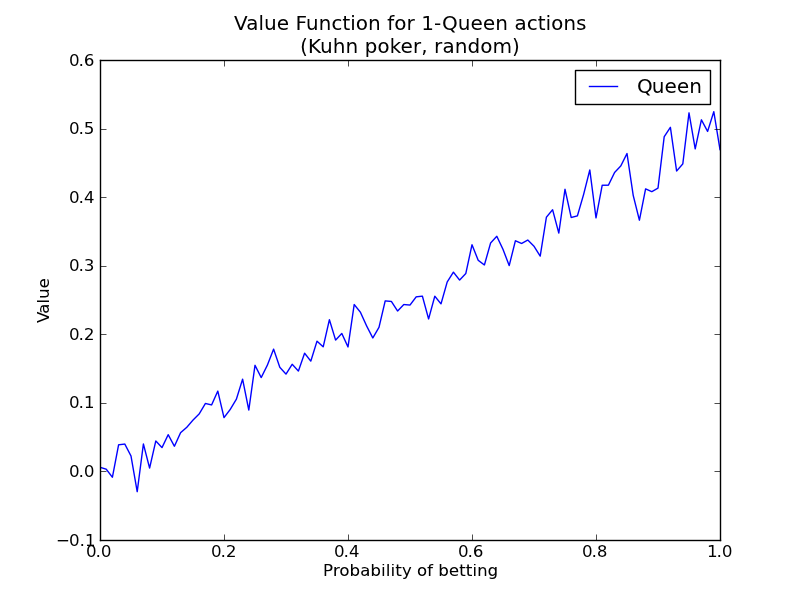 Value Function for 1-Queen actions
(Kuhn poker, random)
Queen
0.6
0.5
0.4
0.3
0.2
0.1
0.0
−0.1
Value
0.0 0.2 0.4 0.6 0.8 1.0
Probability of betting